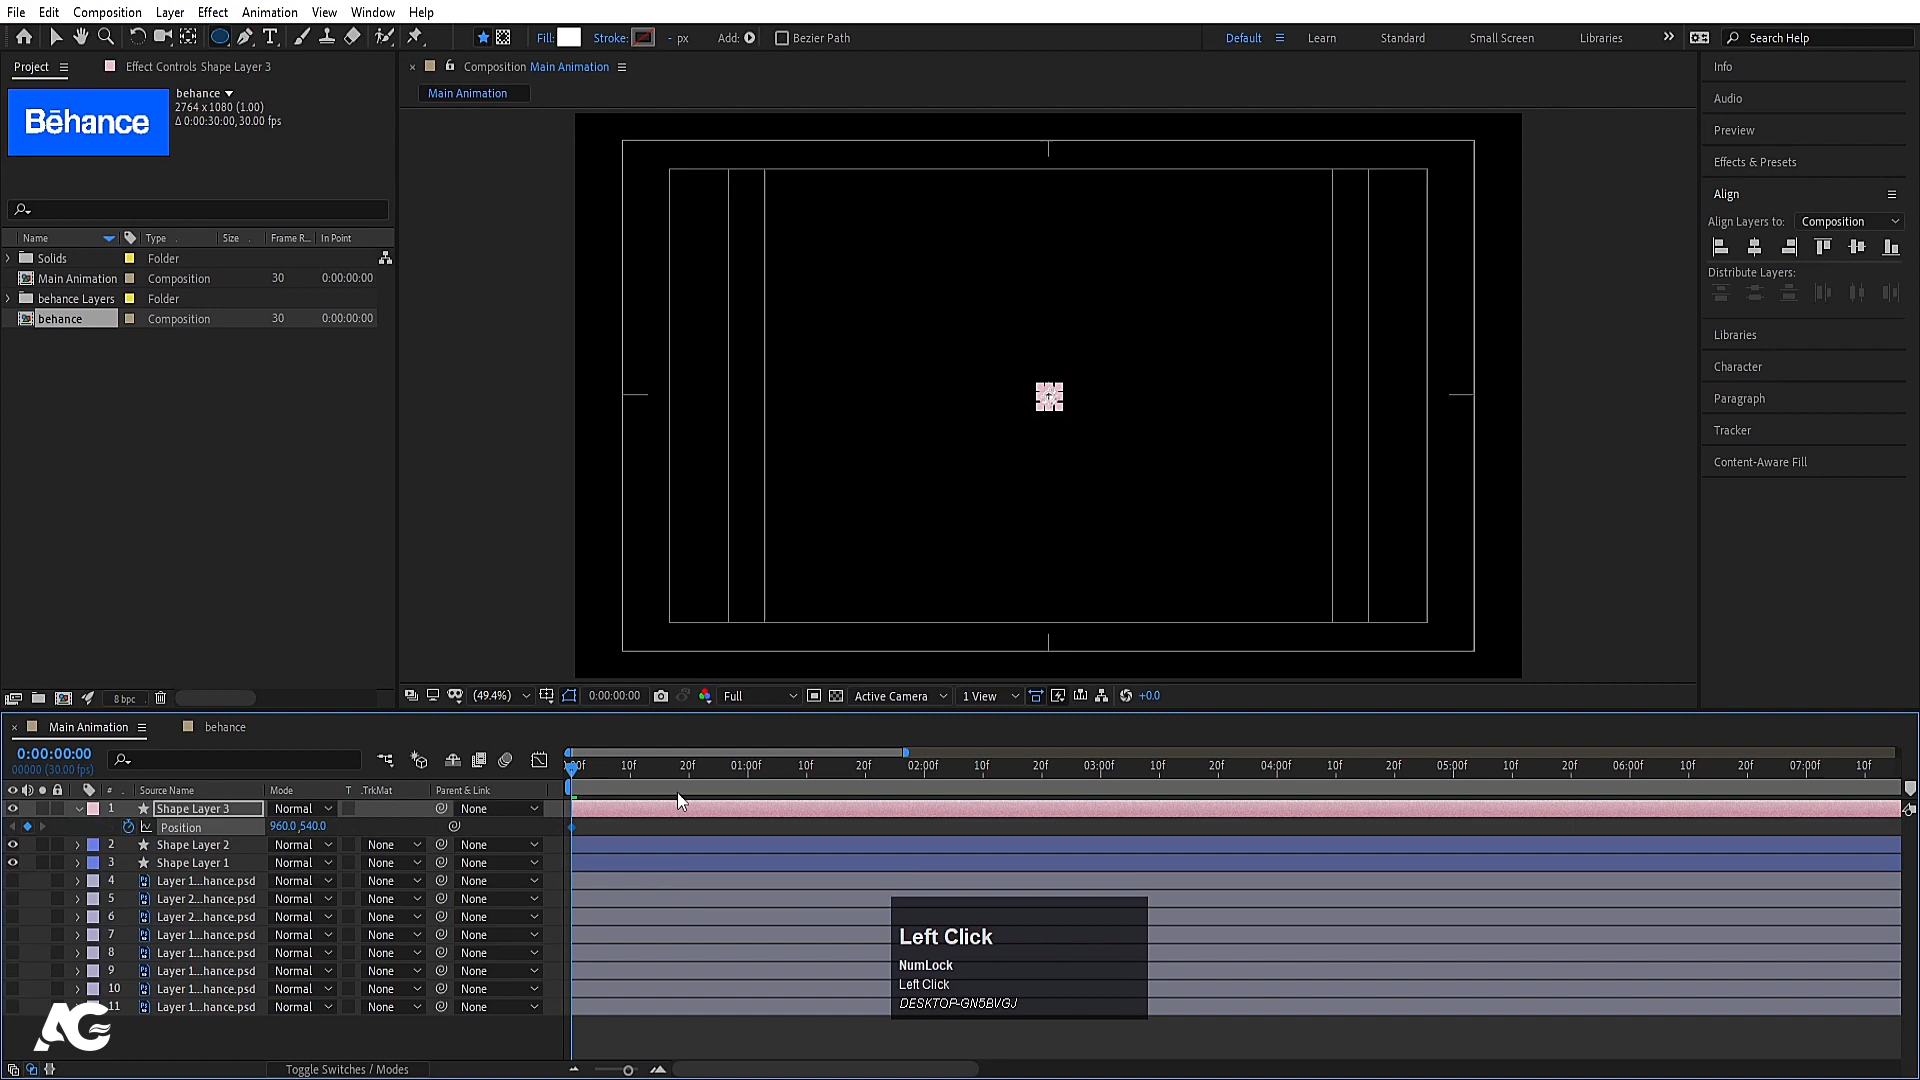 File Edit Composition Layer Effect Animation View Window Help
Fill: Stroke: - px Add: Bezier Path Default Learn Standard Small Screen Libraries Search Help
Project Effect Controls Shape Layer 3
Composition Main Animation
Main Animation
behance
2764 x 1080 (1.00)
Δ 0:00:30:00, 30.00 fps
Bēhance
Name Type Size Frame R... In Point
Solids Folder
Main Animation Composition 30 0:00:00:00
behance Layers Folder
behance Composition 30 0:00:00:00
Info
Audio
Preview
Effects & Presets
Align
Align Layers to: Composition
Distribute Layers:
Libraries
Character
Paragraph
Tracker
Content-Aware Fill
8 bpc
(49.4%) 0:00:00:00 Full Active Camera 1 View +0.0
Main Animation behance
0:00:00:00
00000 (30.00 fps)
10f 20f 01:00f 10f 20f 02:00f 10f 20f 03:00f 10f 20f 04:00f 10f 20f 05:00f 10f 20f 06:00f 10f 20f 07:00f 10f
# Source Name Mode T .TrkMat Parent & Link
1 Shape Layer 3 Normal None
Position 960.0,540.0
2 Shape Layer 2 Normal None None
3 Shape Layer 1 Normal None None
4 Layer 1...hance.psd Normal None None
5 Layer 2...hance.psd Normal None None
6 Layer 2...hance.psd Normal None None
7 Layer 1...hance.psd Normal None None
8 Layer 1...hance.psd Normal None None
9 Layer 1...hance.psd Normal None None
10 Layer 1...hance.psd Normal None None
11 Layer 1...hance.psd Normal None None
Left Click
NumLock
Left Click
DESKTOP-GN5BVGJ
AG
Toggle Switches / Modes